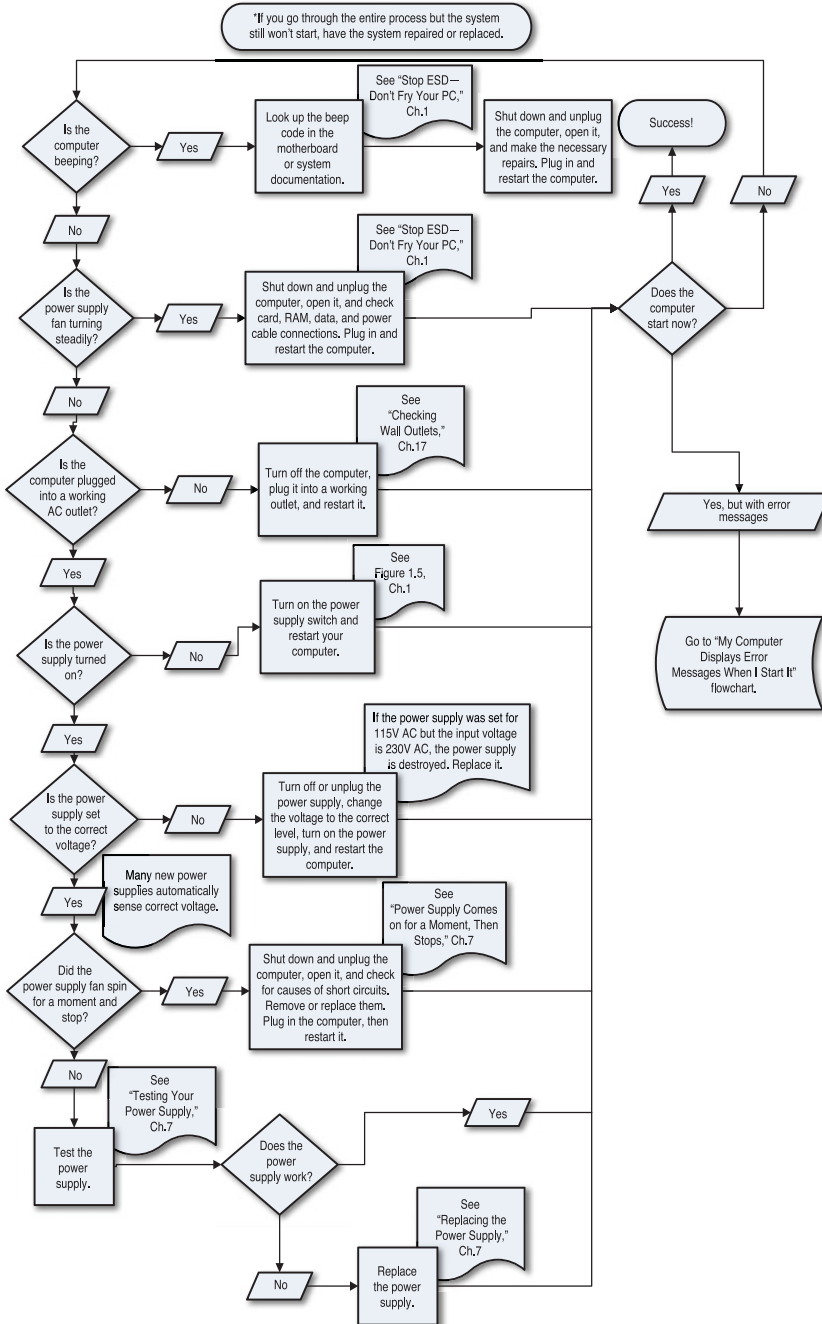 *If you go through the entire process but the system
still won't start, have the system repaired or replaced.
Is the
computer
beeping?
Yes
Look up the beep
code in the
motherboard
or system
documentation.
See "Stop ESD—
Don't Fry Your PC,"
Ch.1
Shut down and unplug
the computer, open it,
and make the necessary
repairs. Plug in and
restart the computer.
Success!
Yes
No
No
Is the
power supply
fan turning
steadily?
Yes
Shut down and unplug the
computer, open it, and check
card, RAM, data, and power
cable connections. Plug in and
restart the computer.
See "Stop ESD—
Don't Fry Your PC,"
Ch.1
Does the
computer
start now?
No
Is the
computer plugged
into a working
AC outlet?
No
Turn off the computer,
plug it into a working
outlet, and restart it.
See
"Checking
Wall Outlets,"
Ch.17
Yes, but with error
messages
Yes
Is the power
supply turned
on?
No
Turn on the power
supply switch and
restart your
computer.
See
Figure 1.5,
Ch.1
Go to "My Computer
Displays Error
Messages When I Start It"
flowchart.
Yes
Is the power
supply set
to the correct
voltage?
No
Turn off or unplug the
power supply, change
the voltage to the correct
level, turn on the power
supply, and restart the
computer.
If the power supply was set for
115V AC but the input voltage
is 230V AC, the power supply
is destroyed. Replace it.
Yes
Many new power
supplies automatically
sense correct voltage.
Did the
power supply fan spin
for a moment and
stop?
Yes
Shut down and unplug the
computer, open it, and check
for causes of short circuits.
Remove or replace them.
Plug in the computer, then
restart it.
See
"Power Supply Comes
on for a Moment, Then
Stops," Ch.7
No
See
"Testing Your
Power Supply,"
Ch.7
Test the
power
supply.
Does the
power
supply work?
Yes
No
Replace
the power
supply.
See
"Replacing the
Power Supply,"
Ch.7